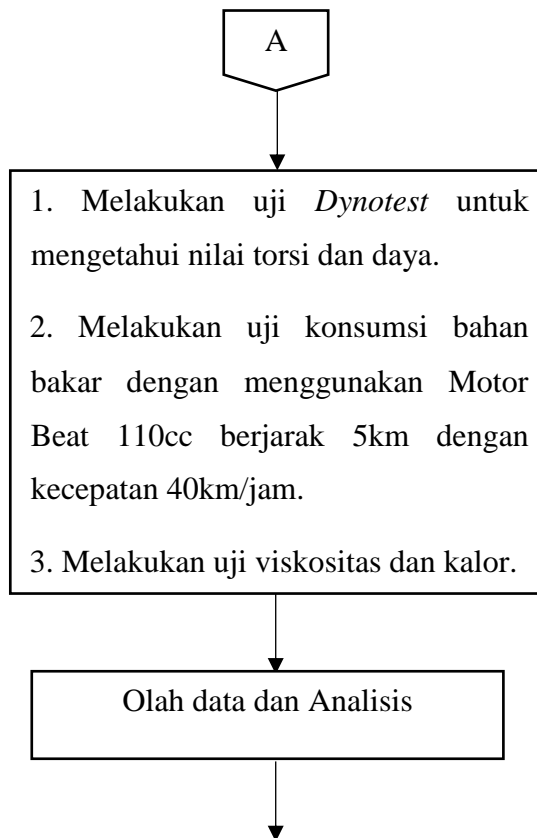 A
1. Melakukan uji Dynotest untuk
mengetahui nilai torsi dan daya.
2. Melakukan uji konsumsi bahan
bakar dengan menggunakan Motor
Beat 110cc berjarak 5km dengan
kecepatan 40km/jam.
3. Melakukan uji viskositas dan kalor.
Olah data dan Analisis